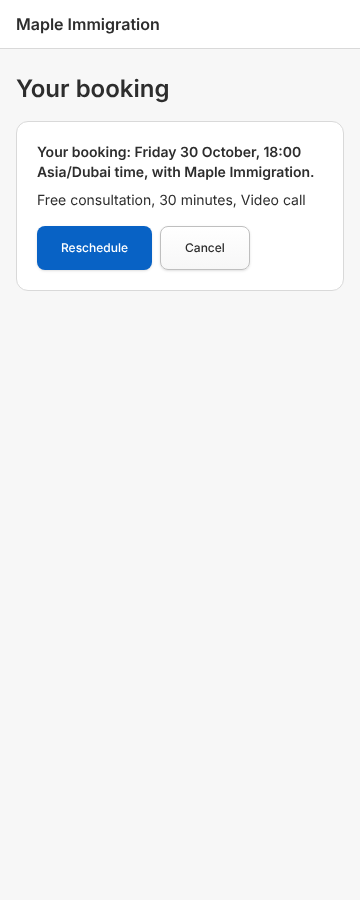 Maple Immigration
Your booking
Your booking: Friday 30 October, 18:00
Asia/Dubai time, with Maple Immigration.
Free consultation, 30 minutes, Video call
Reschedule
Cancel